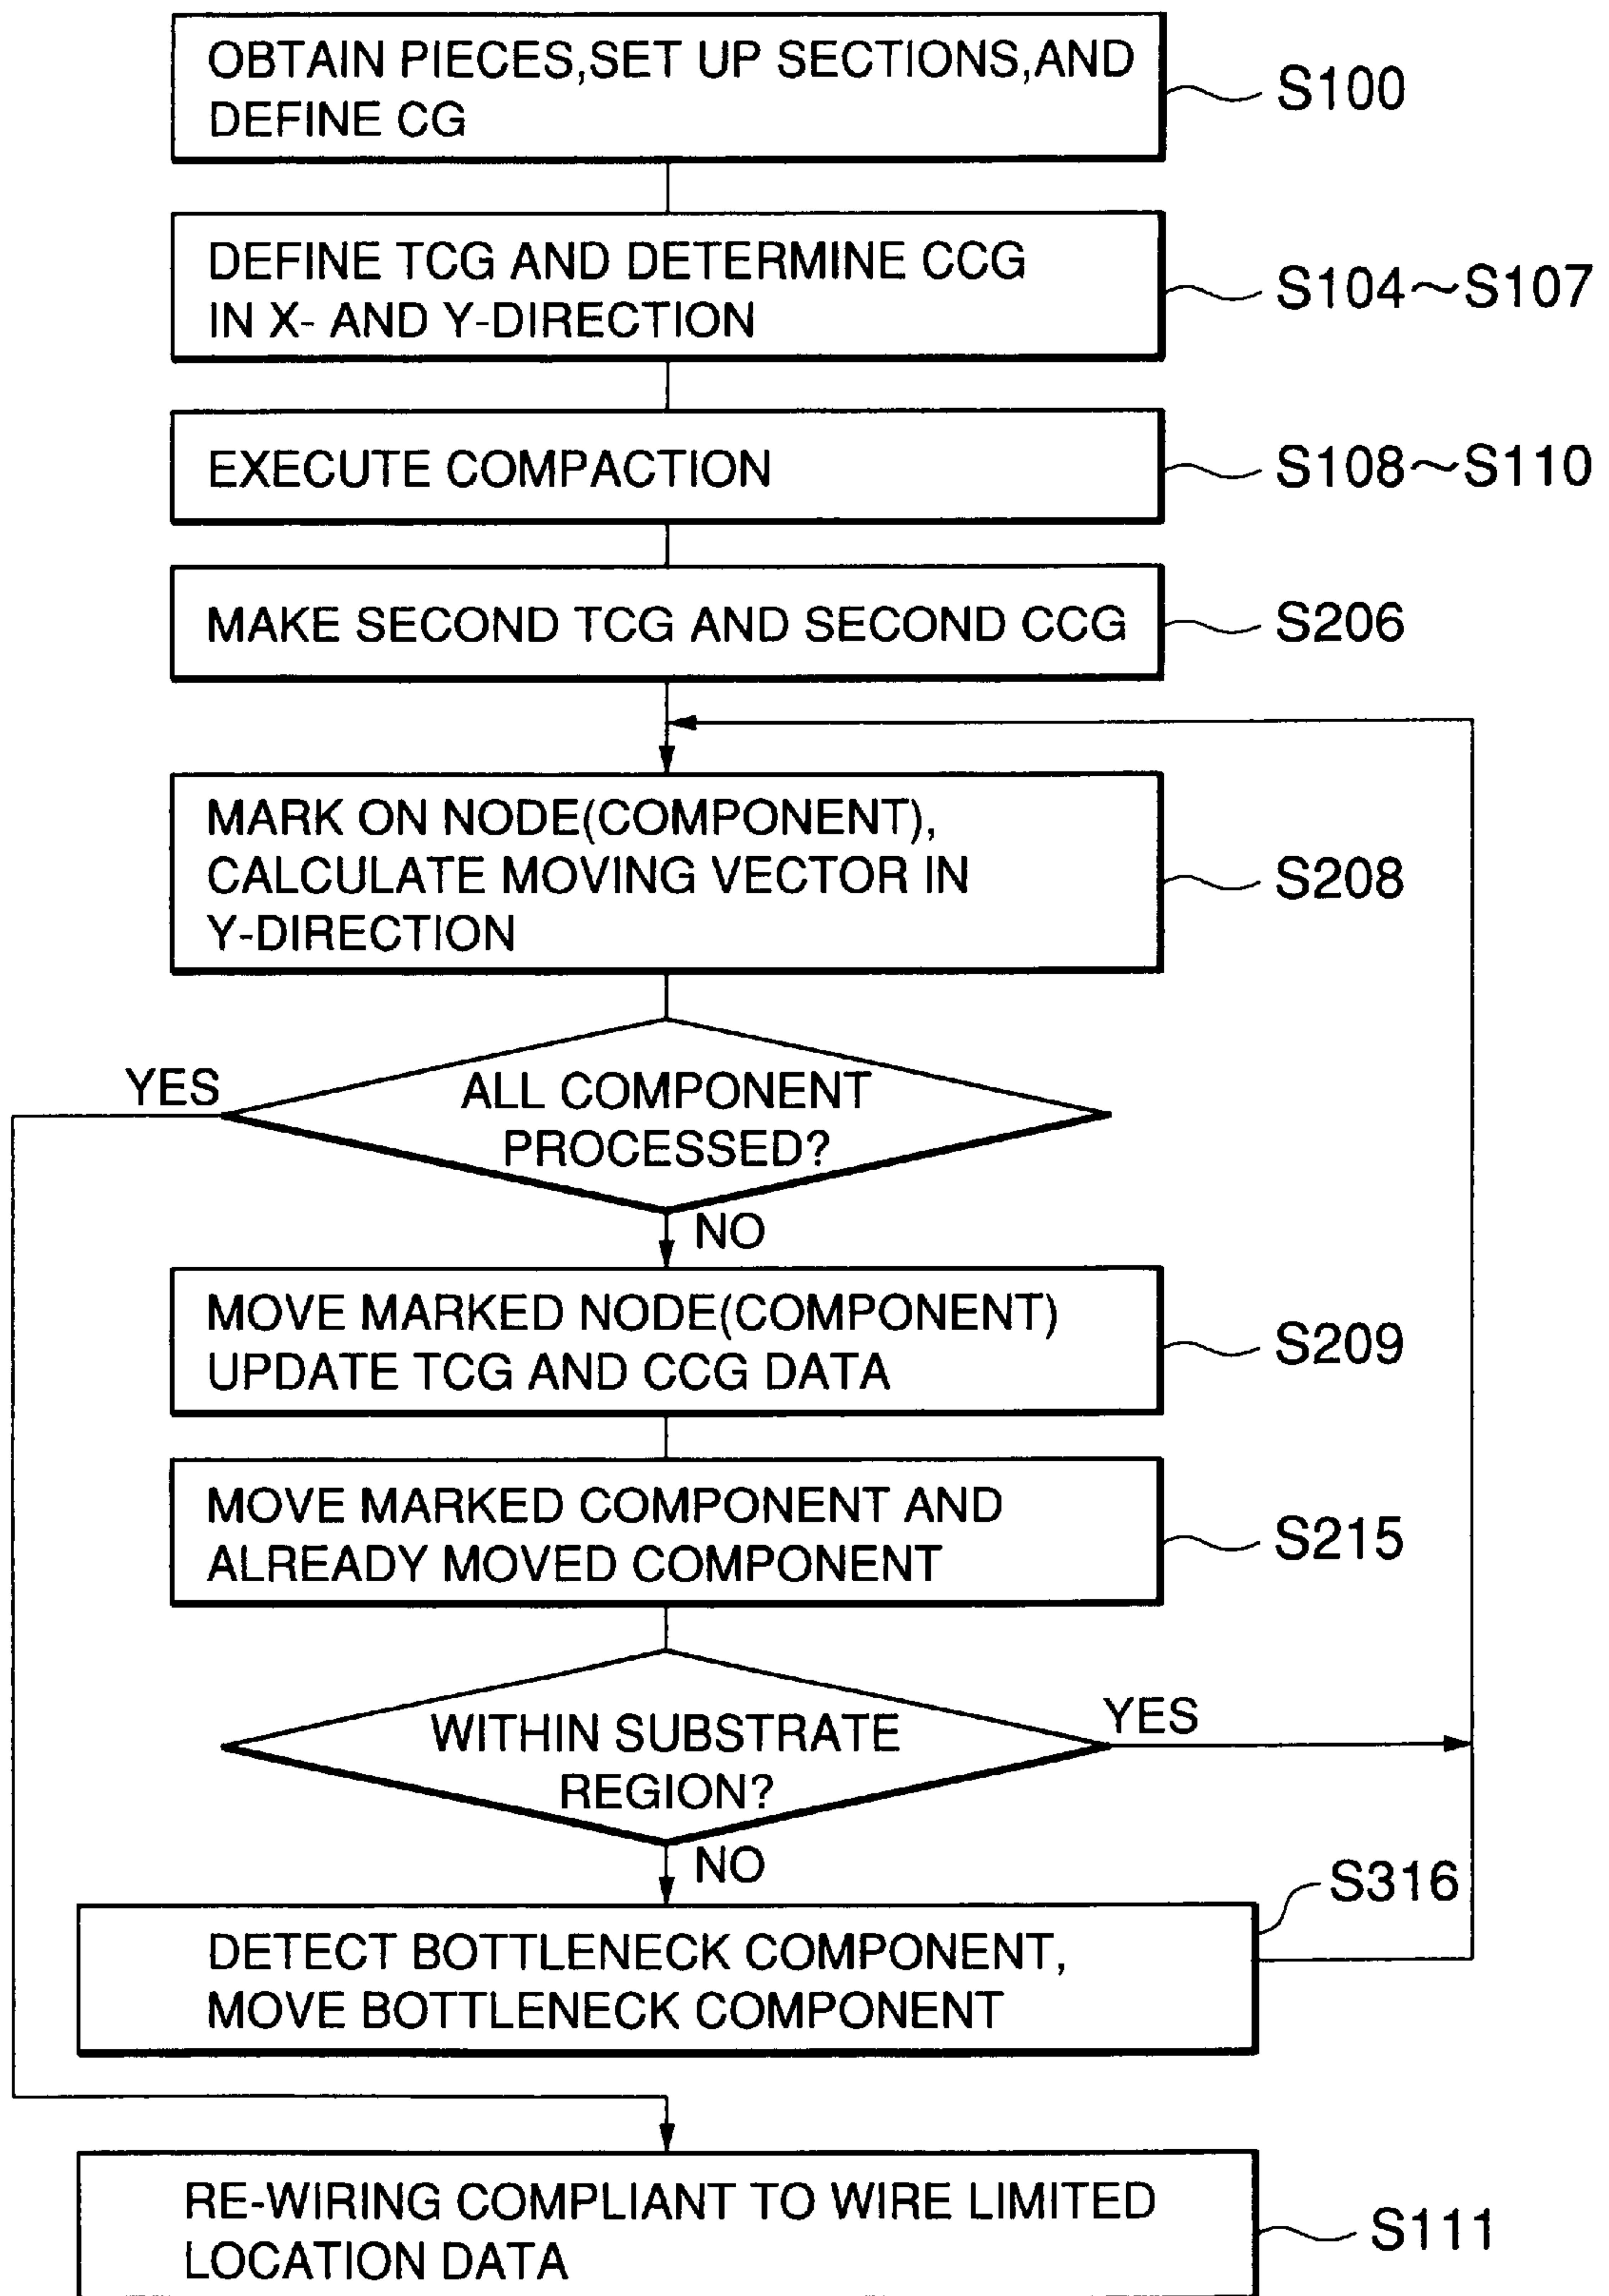 OBTAIN PIECES,SET UP SECTIONS,AND
DEFINE CG
S100
DEFINE TCG AND DETERMINE CCG
IN X- AND Y-DIRECTION
S104~S107
EXECUTE COMPACTION
S108~S110
MAKE SECOND TCG AND SECOND CCG
S206
MARK ON NODE(COMPONENT),
CALCULATE MOVING VECTOR IN
Y-DIRECTION
S208
YES
ALL COMPONENT
PROCESSED?
NO
MOVE MARKED NODE(COMPONENT)
UPDATE TCG AND CCG DATA
S209
MOVE MARKED COMPONENT AND
ALREADY MOVED COMPONENT
S215
WITHIN SUBSTRATE
REGION?
YES
NO
S316
DETECT BOTTLENECK COMPONENT,
MOVE BOTTLENECK COMPONENT
RE-WIRING COMPLIANT TO WIRE LIMITED
LOCATION DATA
S111